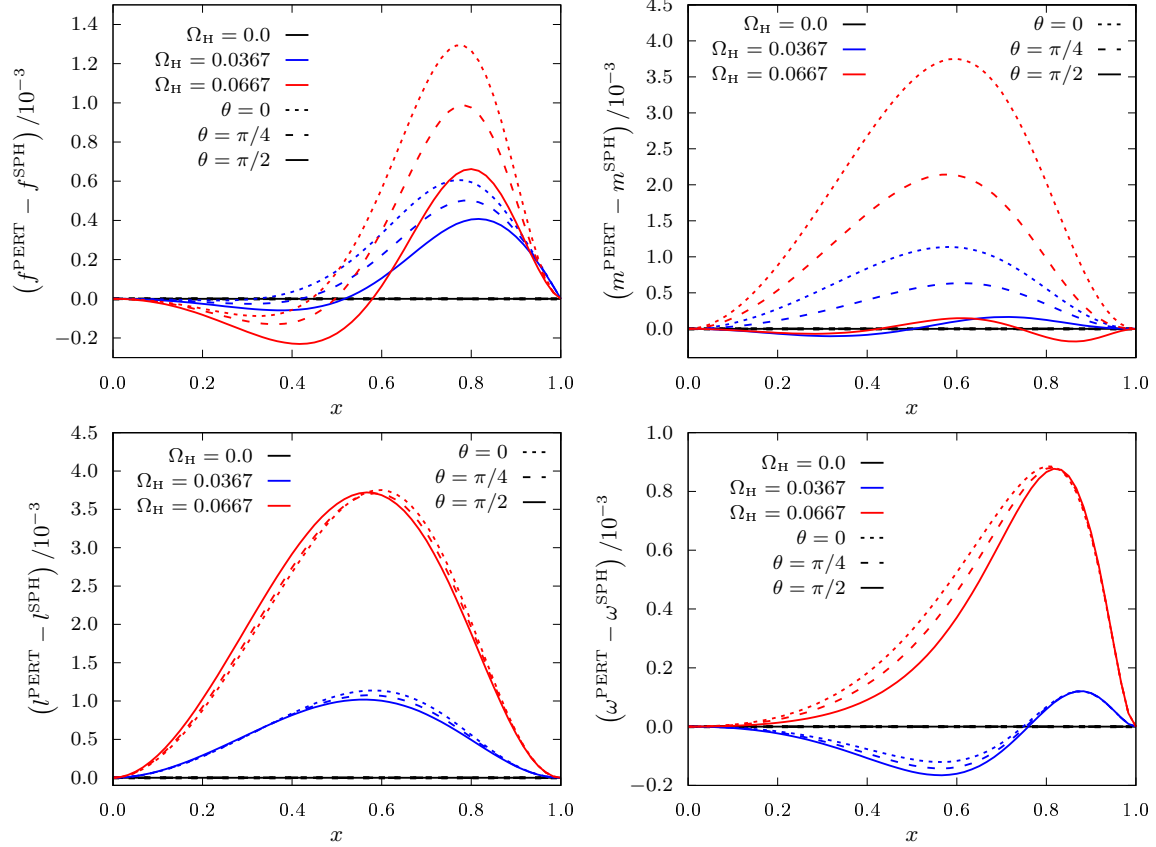 (f^PERT − f^SPH) /10^−3
1.4
1.2
1.0
0.8
0.6
0.4
0.2
0.0
−0.2
Ω_H = 0.0
Ω_H = 0.0367
Ω_H = 0.0667
θ = 0
θ = π/4
θ = π/2
0.0 0.2 0.4 0.6 0.8 1.0
x
(m^PERT − m^SPH) /10^−3
4.5
4.0
3.5
3.0
2.5
2.0
1.5
1.0
0.5
0.0
Ω_H = 0.0
Ω_H = 0.0367
Ω_H = 0.0667
θ = 0
θ = π/4
θ = π/2
0.0 0.2 0.4 0.6 0.8 1.0
x
(l^PERT − l^SPH) /10^−3
4.5
4.0
3.5
3.0
2.5
2.0
1.5
1.0
0.5
0.0
Ω_H = 0.0
Ω_H = 0.0367
Ω_H = 0.0667
θ = 0
θ = π/4
θ = π/2
0.0 0.2 0.4 0.6 0.8 1.0
x
(ω^PERT − ω^SPH) /10^−3
1.0
0.8
0.6
0.4
0.2
0.0
−0.2
Ω_H = 0.0
Ω_H = 0.0367
Ω_H = 0.0667
θ = 0
θ = π/4
θ = π/2
0.0 0.2 0.4 0.6 0.8 1.0
x